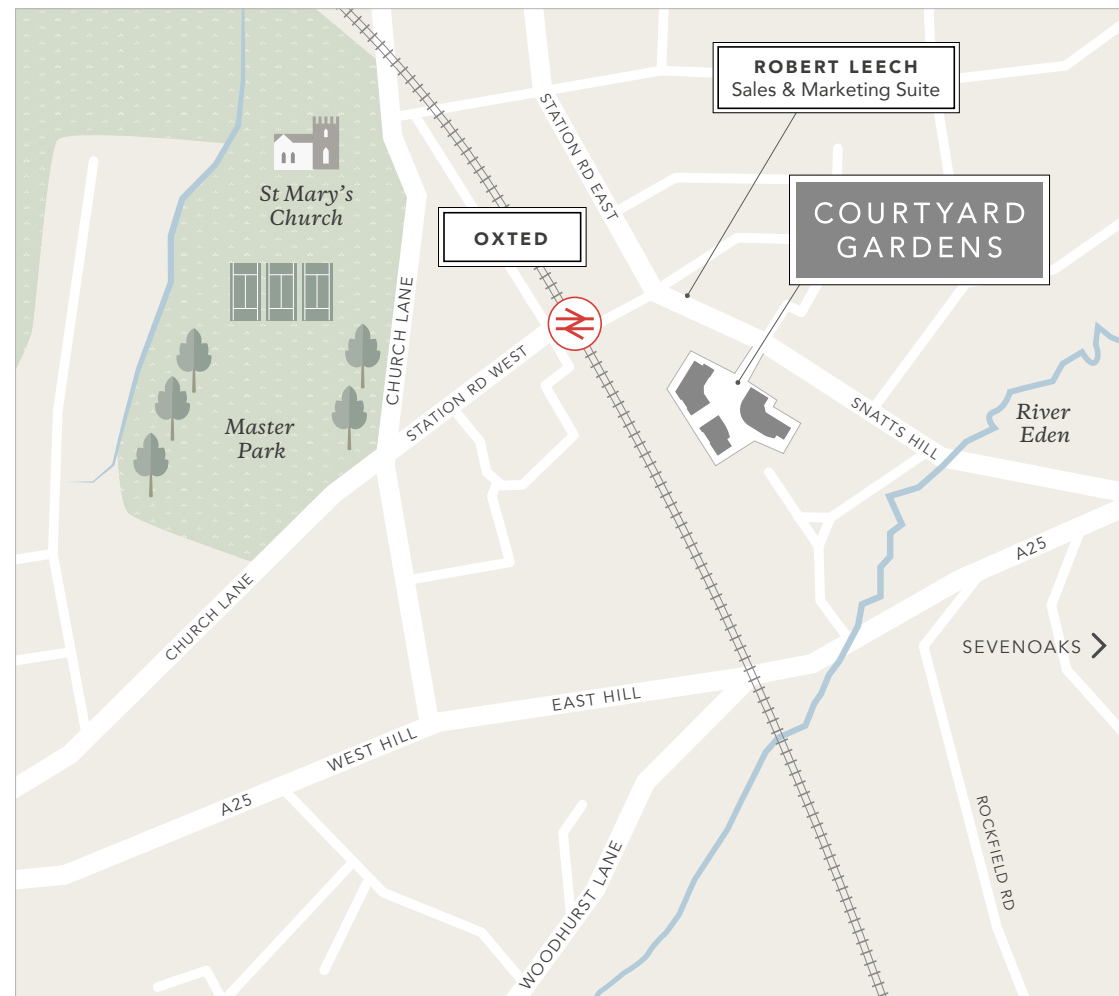 ROBERT LEECH
Sales & Marketing Suite
STATION RD EAST
St Mary's
Church
COURTYARD
GARDENS
OXTED
CHURCH LANE
STATION RD WEST
SNATTS HILL
River
Eden
Master
Park
A25
CHURCH LANE
SEVENOAKS
EAST HILL
WEST HILL
A25
ROCKFIELD RD
WOODHURST LANE